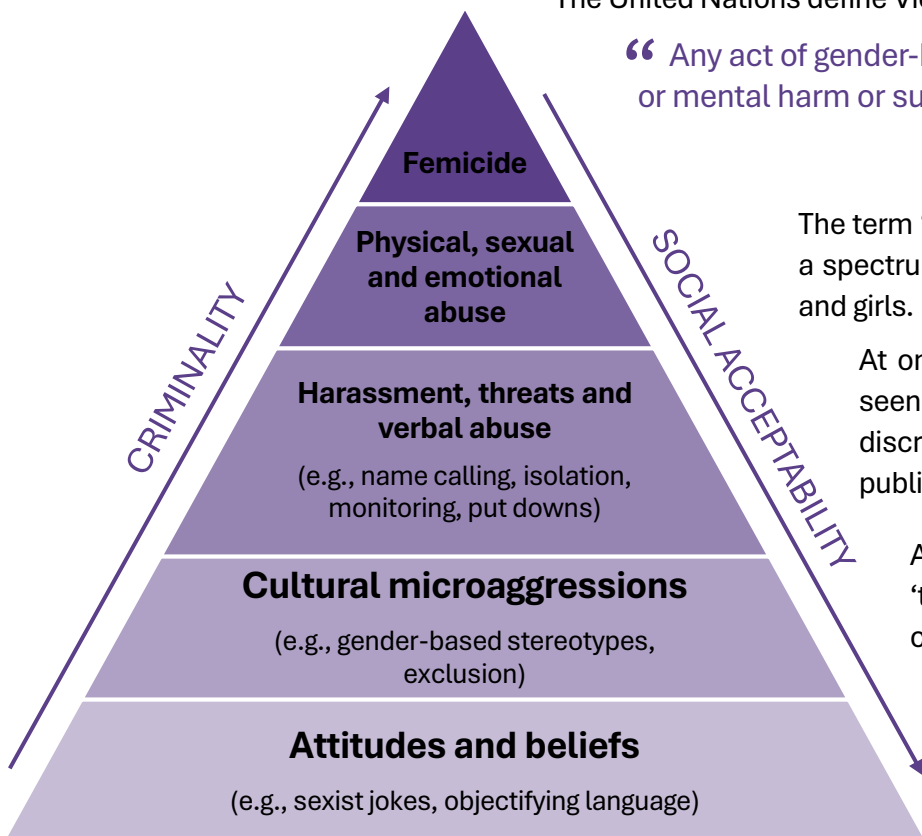 The United Nations define
“ Any act of gender-
or mental harm or su
Femicide
Physical, sexual
and emotional
abuse
Harassment, threats and
verbal abuse
(e.g., name calling, isolation,
monitoring, put downs)
Cultural microaggressions
(e.g., gender-based stereotypes,
exclusion)
Attitudes and beliefs
(e.g., sexist jokes, objectifying language)
CRIMINALITY
SOCIAL ACCEPTABILITY
The term
a spectru
and girls.
At or
seen
discr
publi